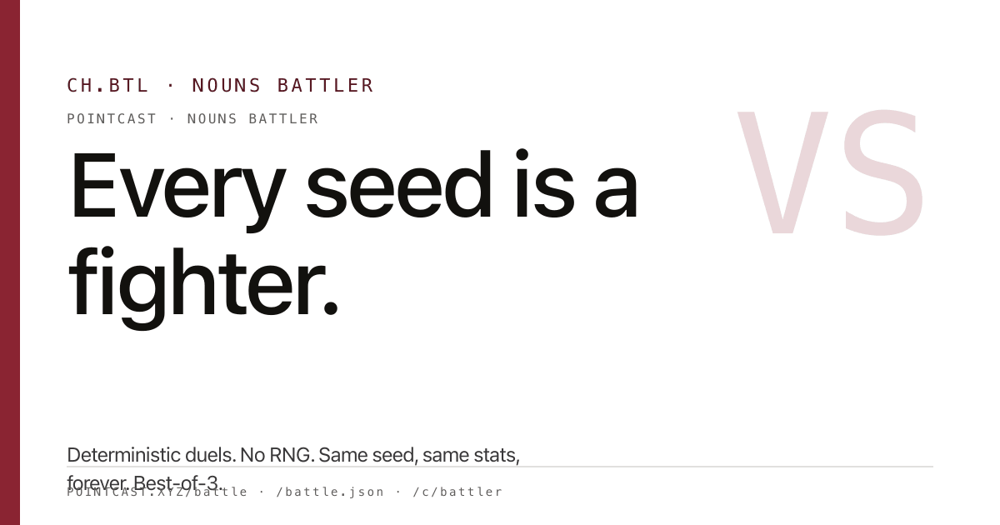 CH.BTL · NOUNS BATTLER
POINTCAST · NOUNS BATTLER
VS
Every seed is a
fighter.
Deterministic duels. No RNG. Same seed, same stats,
forever. Best-of-3.
POINTCAST.XYZ/battle · /battle.json · /c/battler